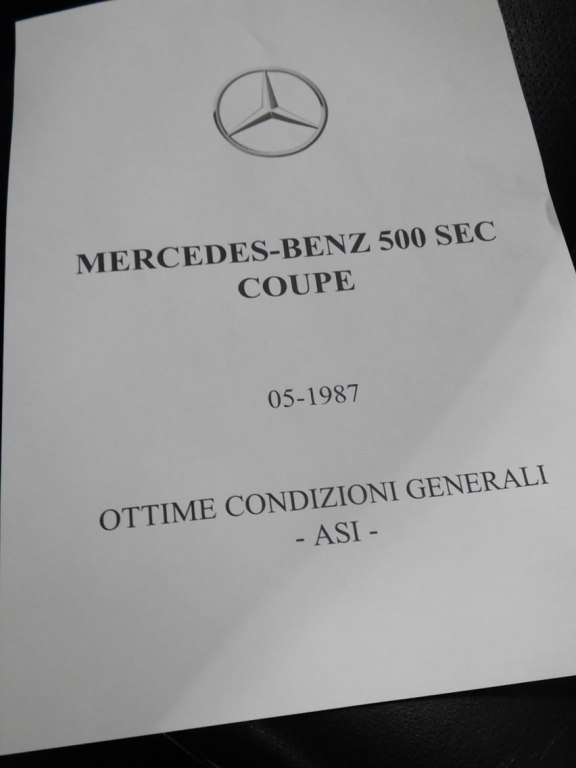 MERCEDES-BENZ 500 SEC
COUPE
05-1987
OTTIME CONDIZIONI GENERALI
- ASI -